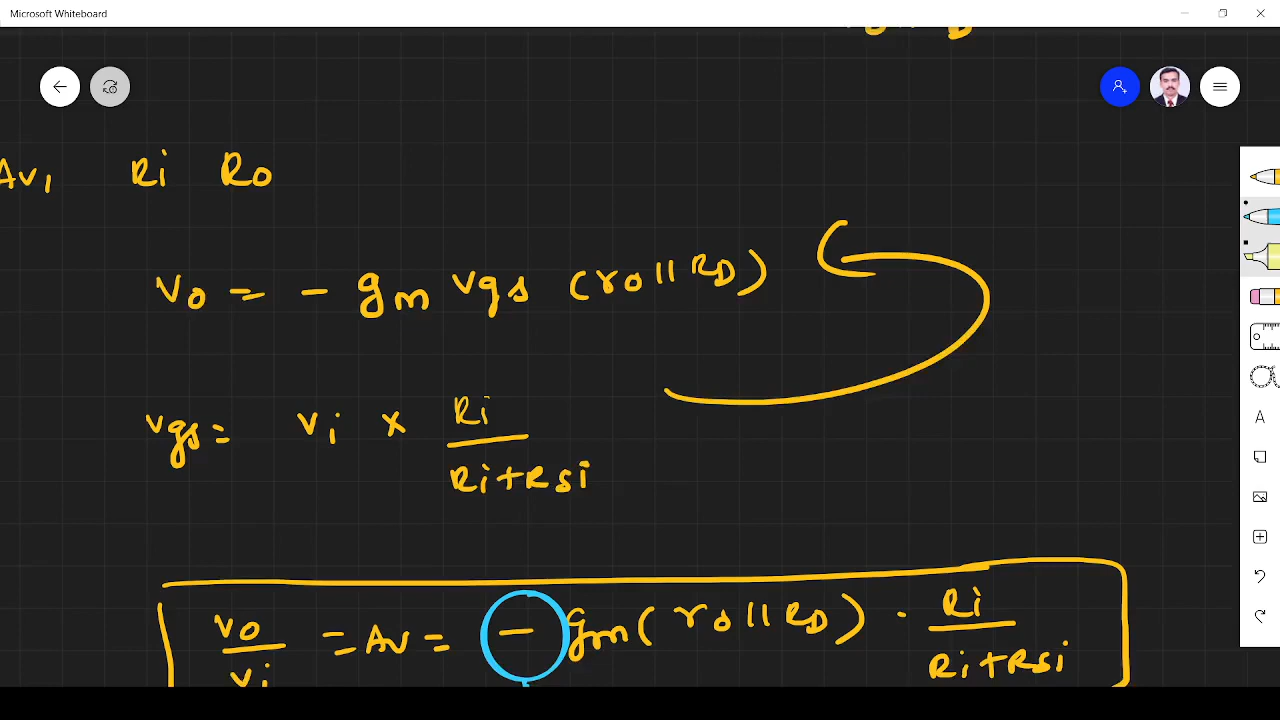 Microsoft Whiteboard
Av, Ri Ro
vo = - gm vgs (ro||RD)
vgs = vi x Ri / Ri+Rsi
vo / vi = Av = - gm(ro||RD) . Ri / Ri+Rsi